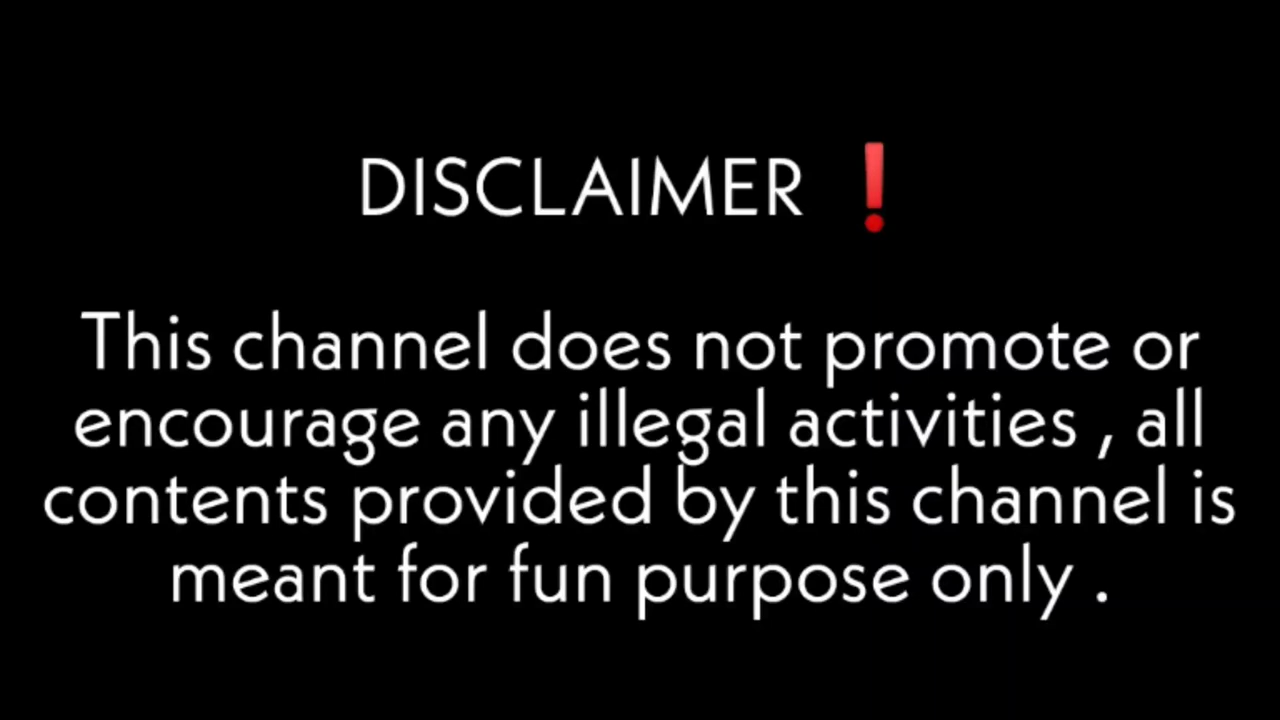 DISCLAIMER ❗
This channel does not promote or
encourage any illegal activities , all
contents provided by this channel is
meant for fun purpose only .